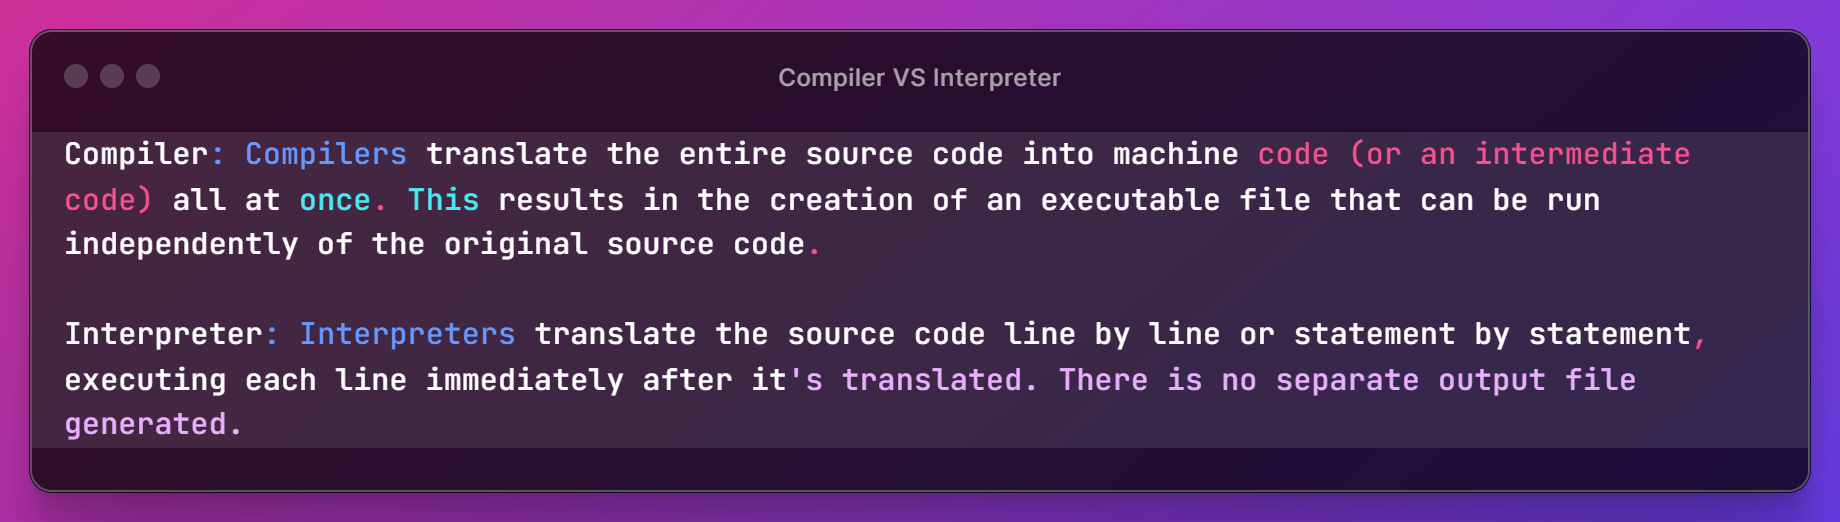 Compiler VS Interpreter
Compiler: Compilers translate the entire source code into machine code (or an intermediate
code) all at once. This results in the creation of an executable file that can be run
independently of the original source code.
Interpreter: Interpreters translate the source code line by line or statement by statement,
executing each line immediately after it's translated. There is no separate output file
generated.